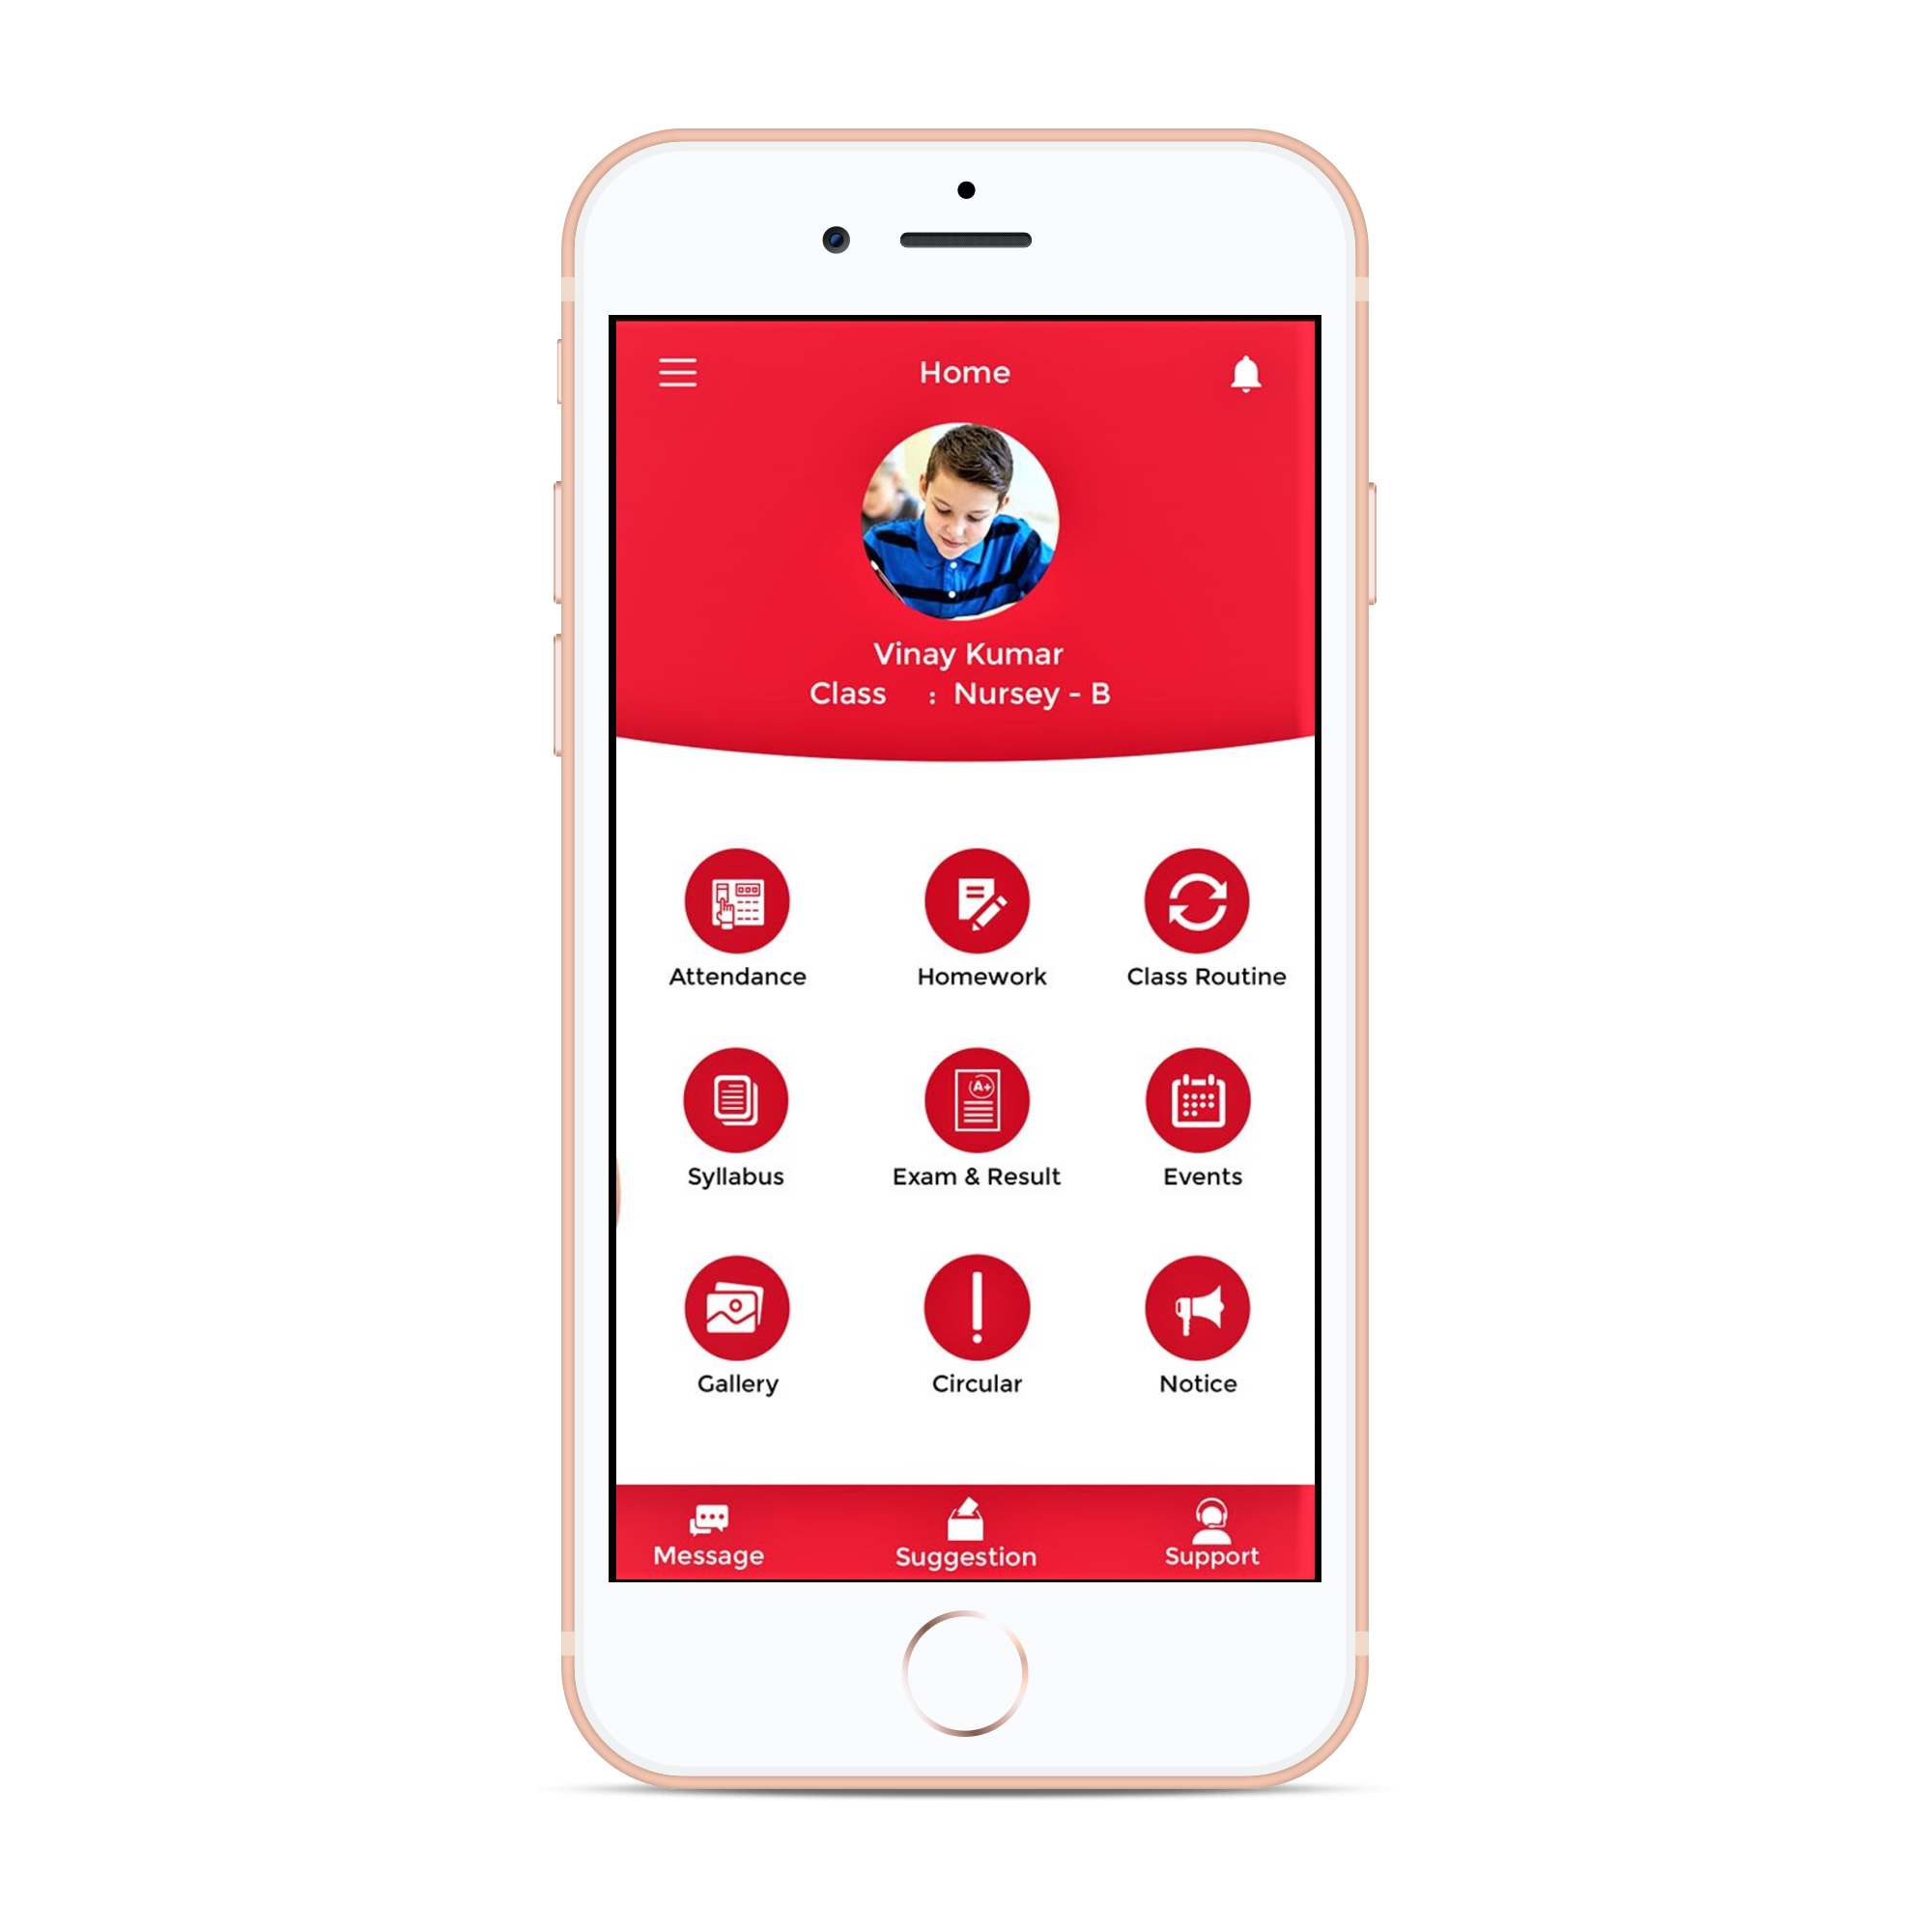 Home
Vinay Kumar
Class : Nursey - B
Attendance Homework Class Routine
A+
Syllabus Exam & Result Events
Gallery Circular Notice
Message Suggestion Support